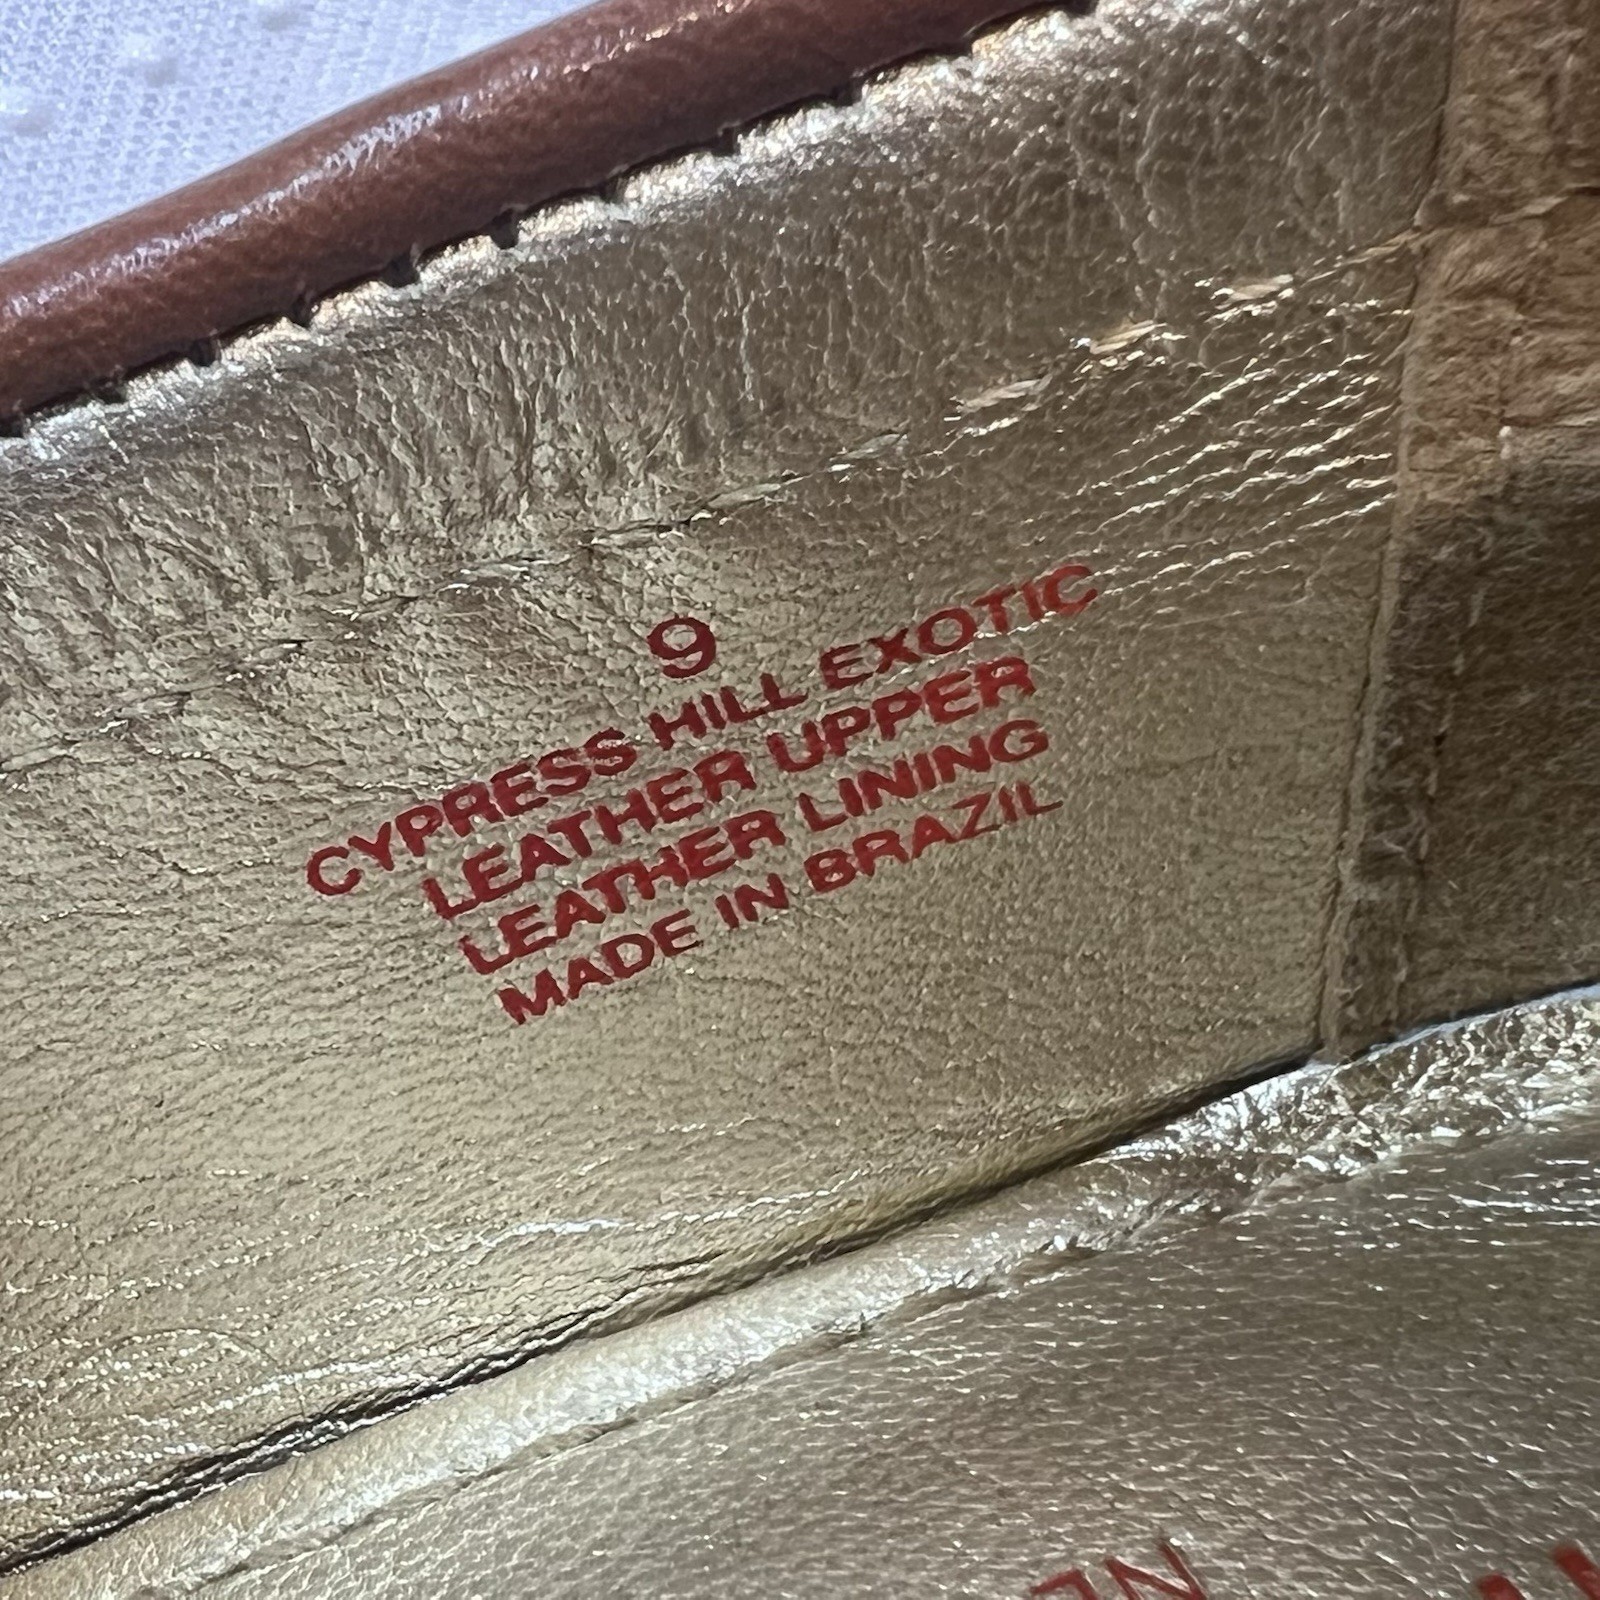 9
CYPRESS HILL EXOTIC
LEATHER UPPER
LEATHER LINING
MADE IN BRAZIL